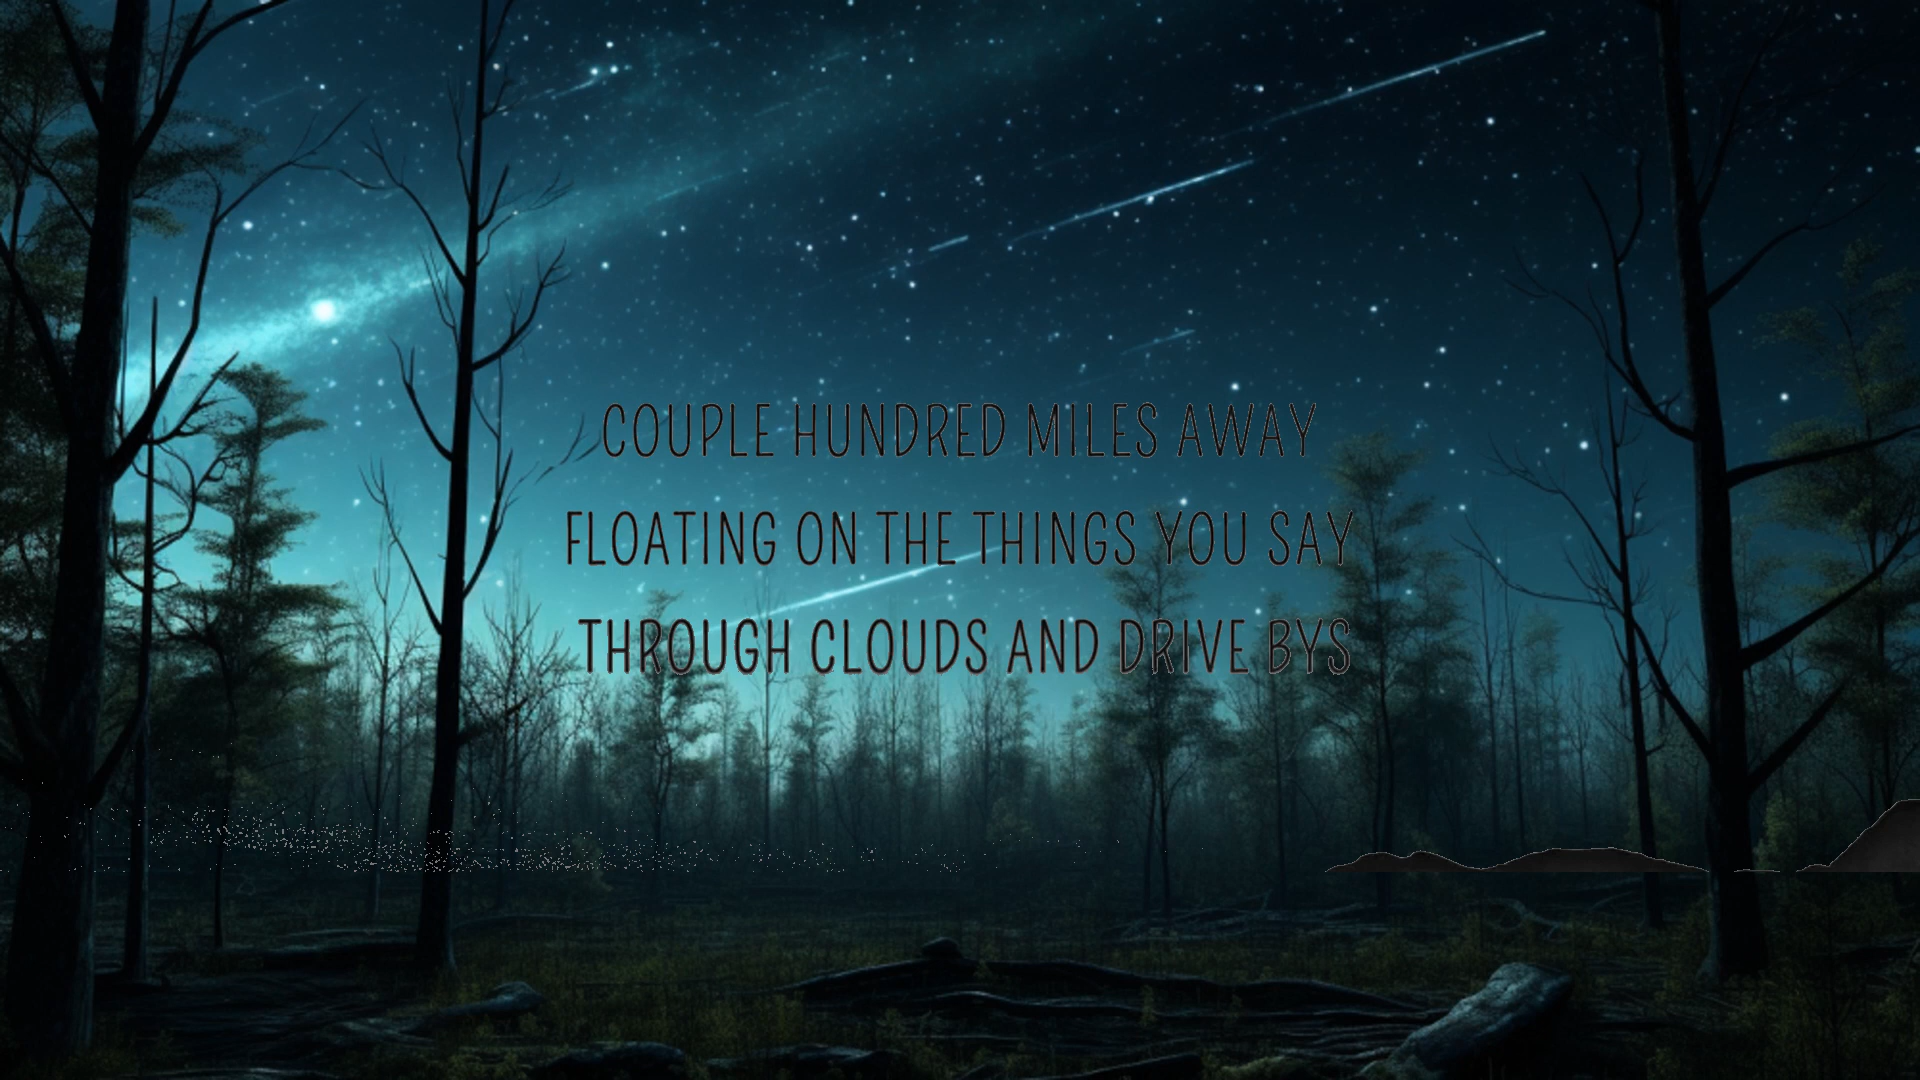 COUPLE HUNDRED MILES AWAY
FLOATING ON THE THINGS YOU SAY
THROUGH CLOUDS AND DRIVE BYS